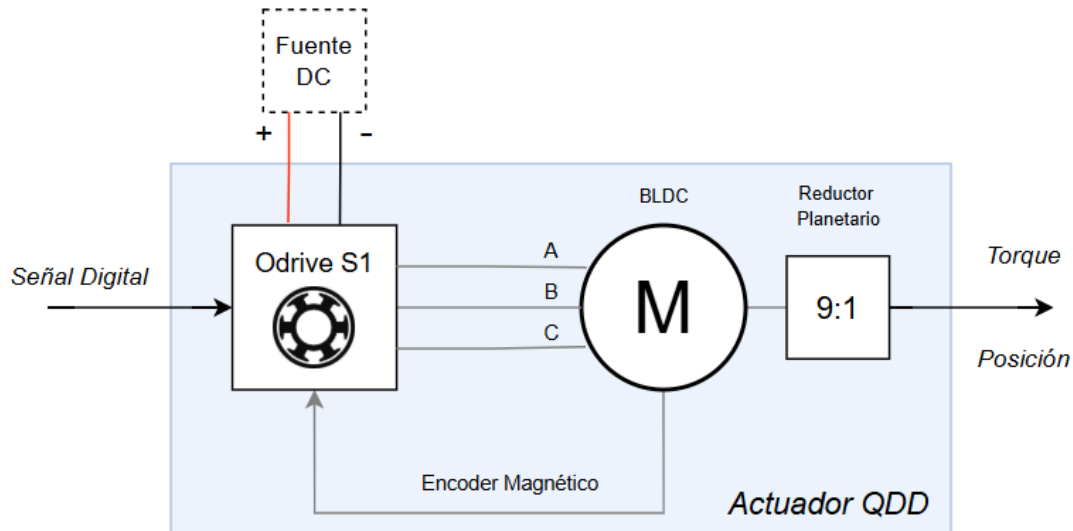 Fuente
DC
+
-
BLDC
Reductor
Planetario
Odrive S1
A
B
C
M
9:1
Señal Digital
Torque
Posición
Encoder Magnético
Actuador QDD